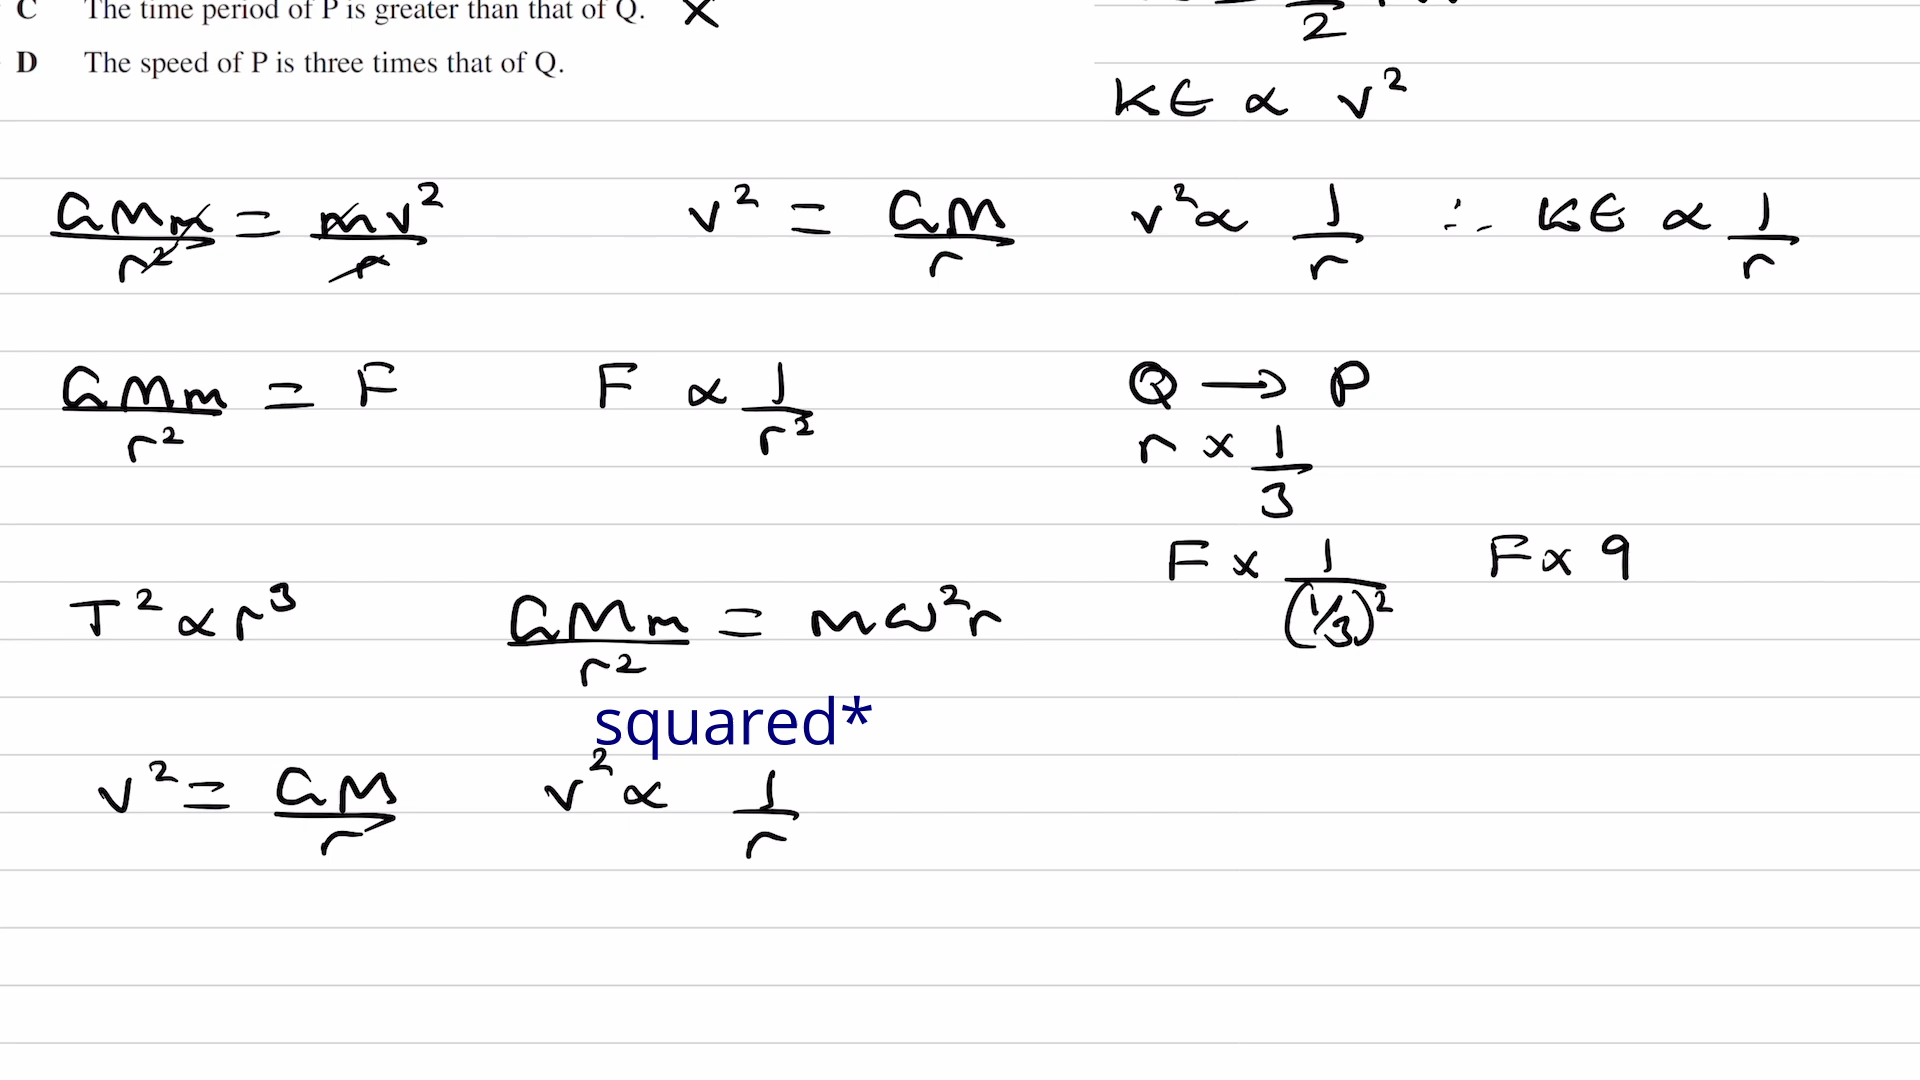 C The time period of P is greater than that of Q. X
2
D The speed of P is three times that of Q.
KE ∝ v²
GMm/r² = mv²/r v² = GM/r v² ∝ 1/r ∴ KE ∝ 1/r
GMm/r² = F F ∝ 1/r² Q → P
r × 1/3
F × 1/(1/3)² F × 9
T² ∝ r³ GMm/r² = mω²r
squared*
v² = GM/r v² ∝ 1/r